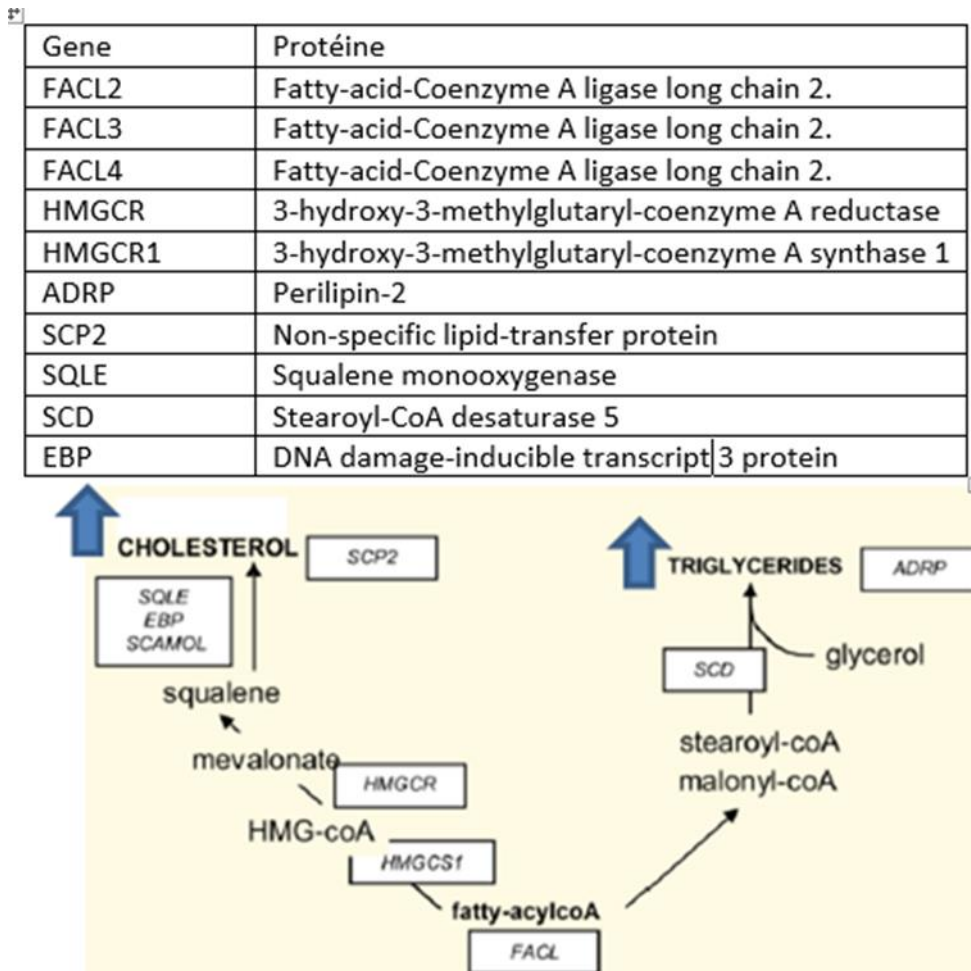 Gene Protéine
FACL2 Fatty-acid-Coenzyme A ligase long chain 2.
FACL3 Fatty-acid-Coenzyme A ligase long chain 2.
FACL4 Fatty-acid-Coenzyme A ligase long chain 2.
HMGCR 3-hydroxy-3-methylglutaryl-coenzyme A reductase
HMGCR1 3-hydroxy-3-methylglutaryl-coenzyme A synthase 1
ADRP Perilipin-2
SCP2 Non-specific lipid-transfer protein
SQLE Squalene monooxygenase
SCD Stearoyl-CoA desaturase 5
EBP DNA damage-inducible transcript 3 protein
CHOLESTEROL
SCP2
SQLE
EBP
SCAMOL
squalene
mevalonate
HMGCR
HMG-coA
HMGCS1
fatty-acylcoA
FACL
TRIGLYCERIDES
ADRP
glycerol
SCD
stearoyl-coA
malonyl-coA